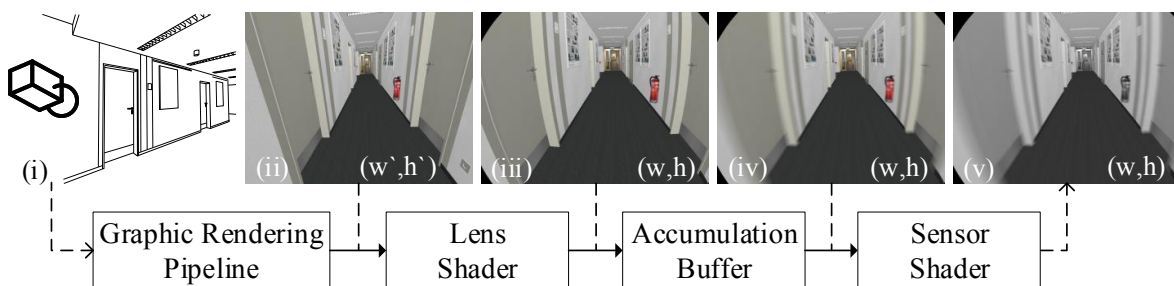 (i)
(ii)
(w`,h`)
(iii)
(w,h)
(iv)
(w,h)
(v)
(w,h)
Graphic Rendering
Pipeline
Lens
Shader
Accumulation
Buffer
Sensor
Shader